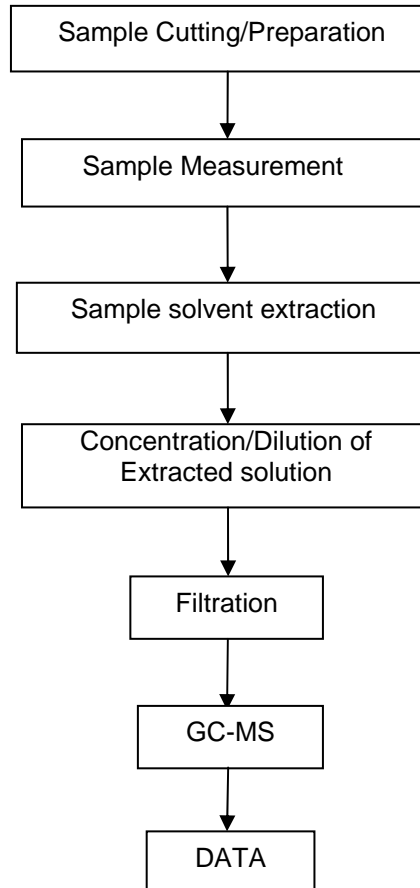 Sample Cutting/Preparation
Sample Measurement
Sample solvent extraction
Concentration/Dilution of
Extracted solution
Filtration
GC-MS
DATA